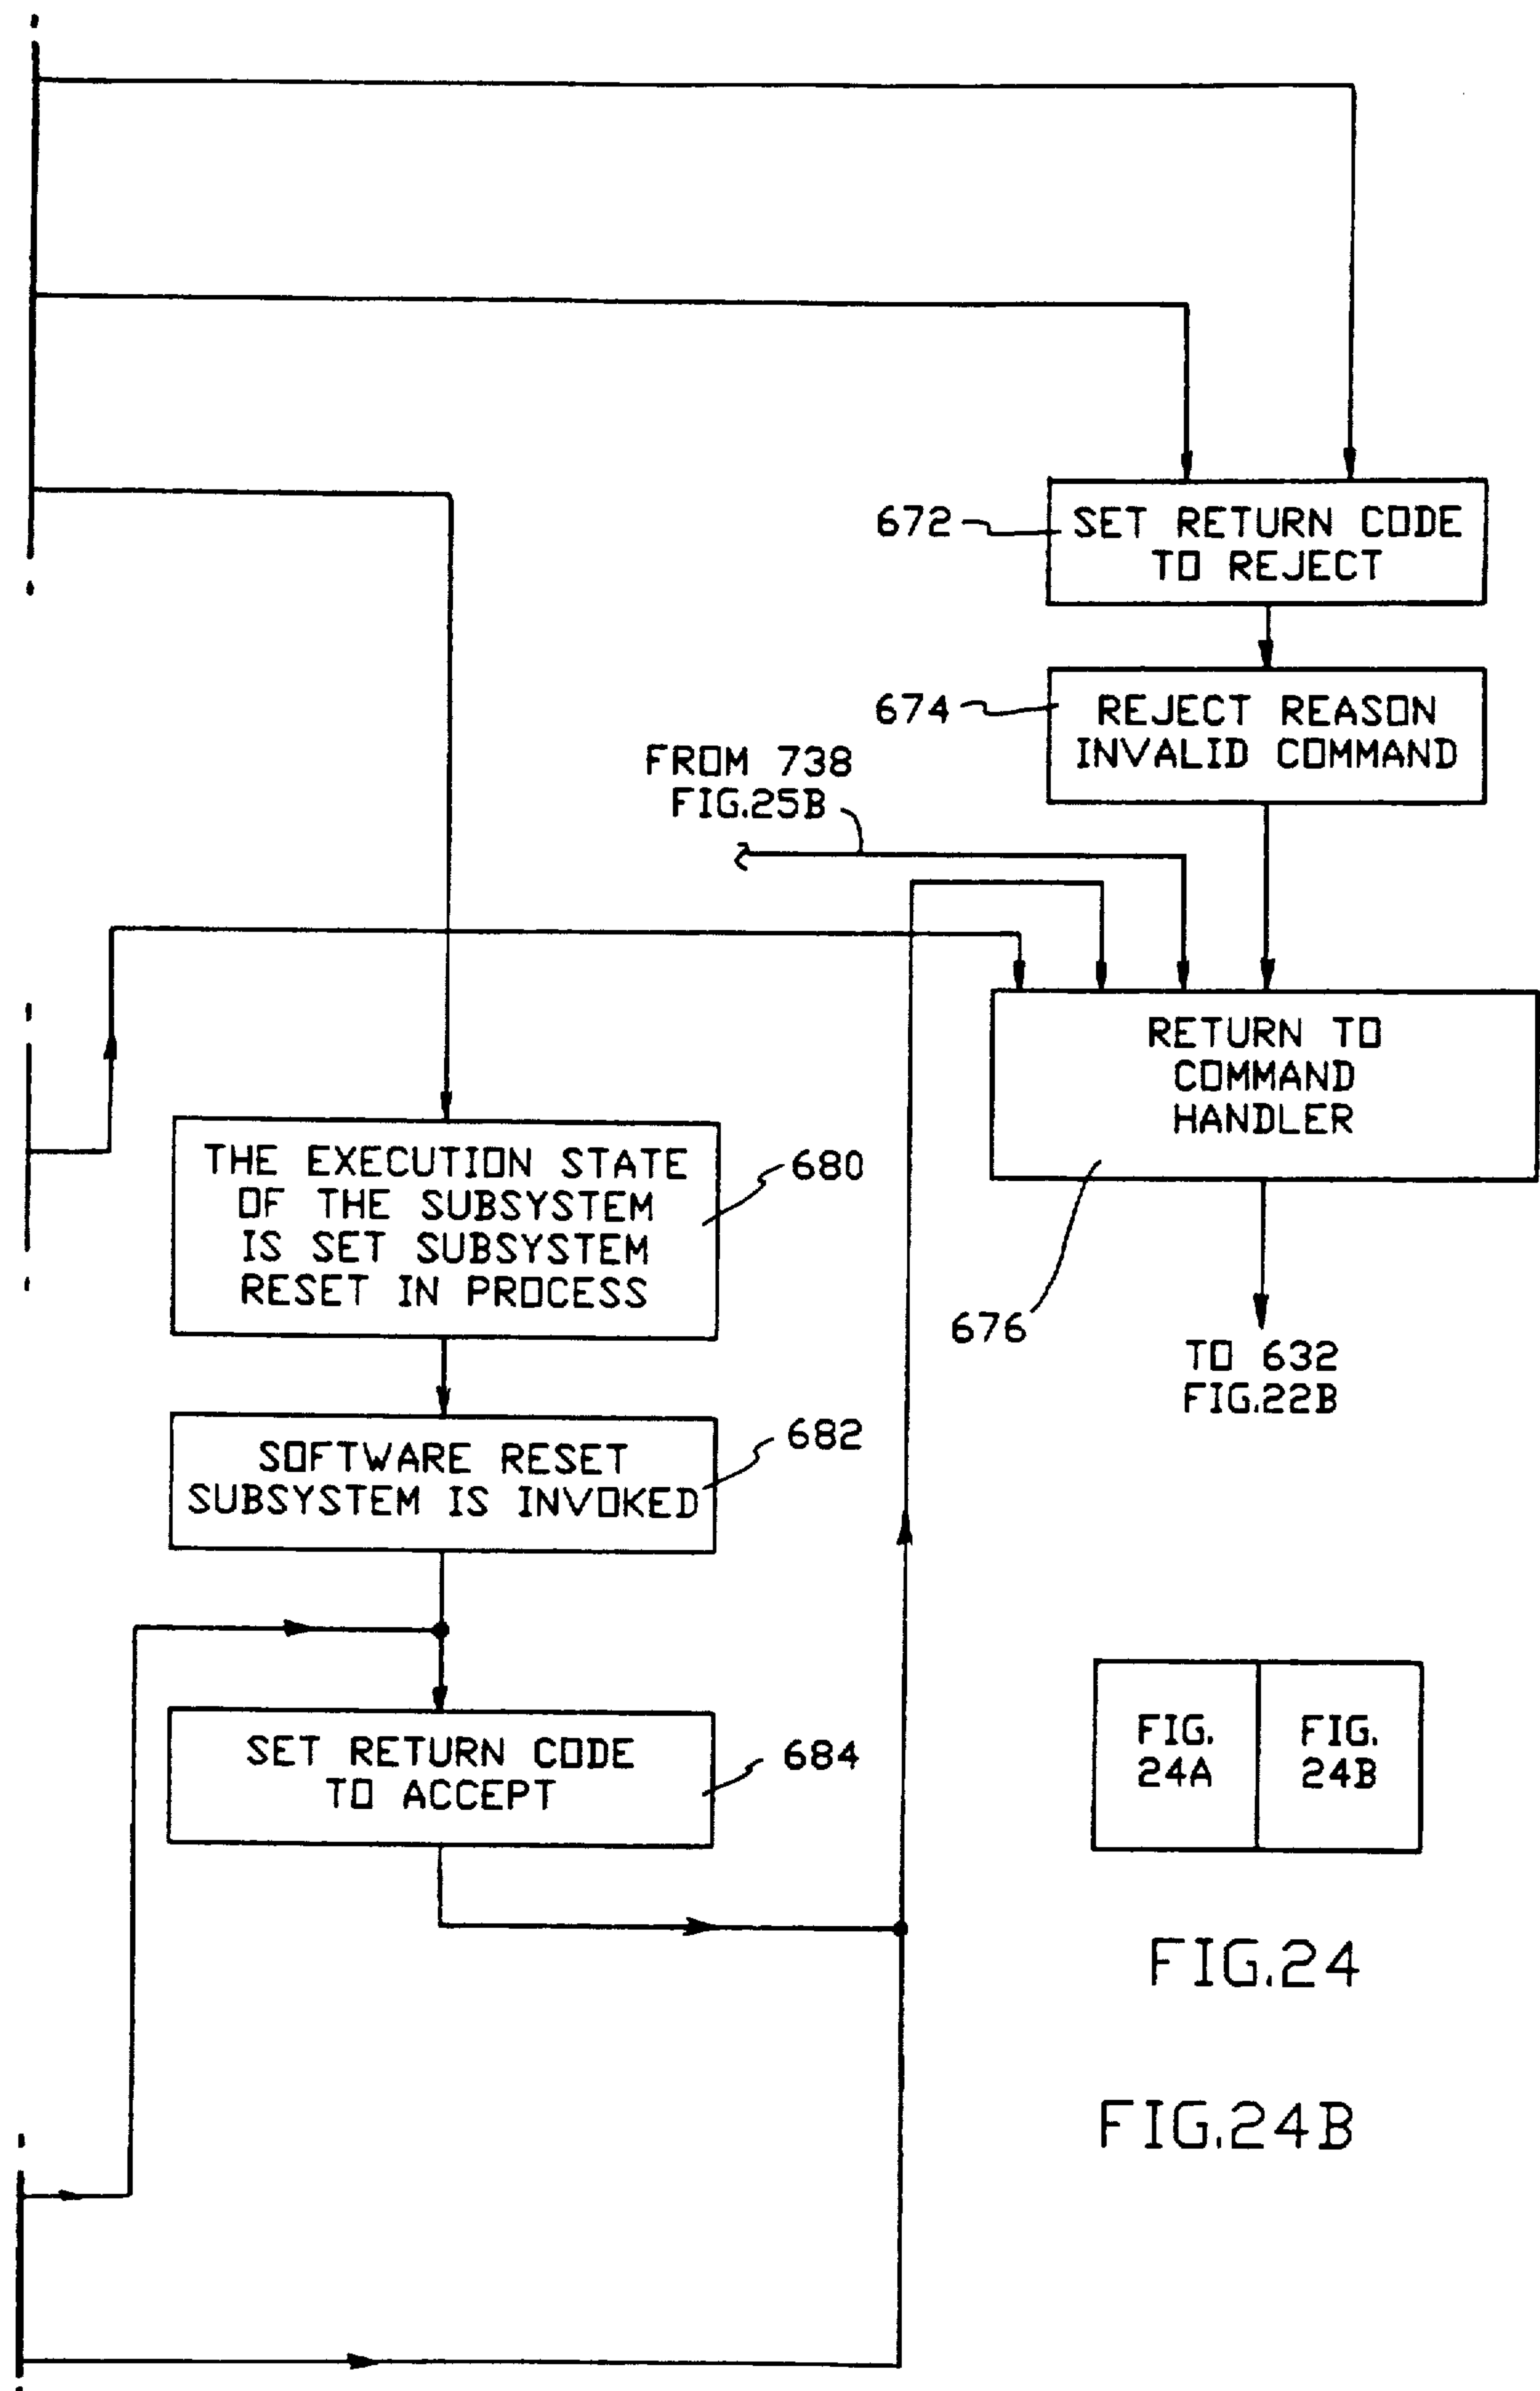 672
SET RETURN CODE
TO REJECT
674
REJECT REASON
INVALID COMMAND
FROM 738
FIG.25B
RETURN TO
COMMAND
HANDLER
676
TO 632
FIG.22B
THE EXECUTION STATE
OF THE SUBSYSTEM
IS SET SUBSYSTEM
RESET IN PROCESS
680
SOFTWARE RESET
SUBSYSTEM IS INVOKED
682
SET RETURN CODE
TO ACCEPT
684
FIG.
24A
FIG.
24B
FIG.24
FIG.24B